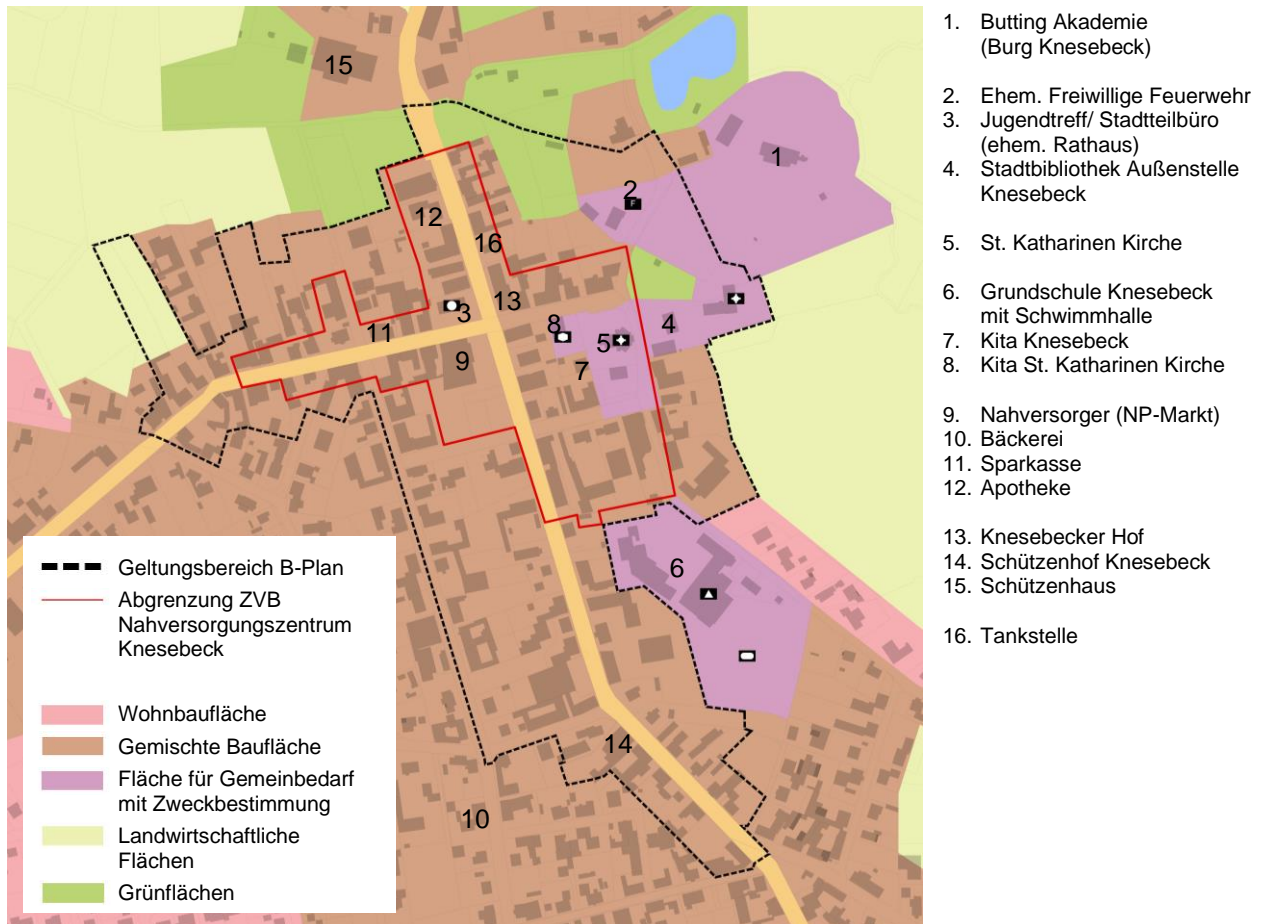 15
1
2
F
12
16
3
13
11
8
5
4
9
7
6
14
10
Geltungsbereich B-Plan
Abgrenzung ZVB
Nahversorgungszentrum
Knesebeck
Wohnbaufläche
Gemischte Baufläche
Fläche für Gemeinbedarf
mit Zweckbestimmung
Landwirtschaftliche
Flächen
Grünflächen
1. Butting Akademie
(Burg Knesebeck)
2. Ehem. Freiwillige Feuerwehr
3. Jugendtreff/ Stadtteilbüro
(ehem. Rathaus)
4. Stadtbibliothek Außenstelle
Knesebeck
5. St. Katharinen Kirche
6. Grundschule Knesebeck
mit Schwimmhalle
7. Kita Knesebeck
8. Kita St. Katharinen Kirche
9. Nahversorger (NP-Markt)
10. Bäckerei
11. Sparkasse
12. Apotheke
13. Knesebecker Hof
14. Schützenhof Knesebeck
15. Schützenhaus
16. Tankstelle